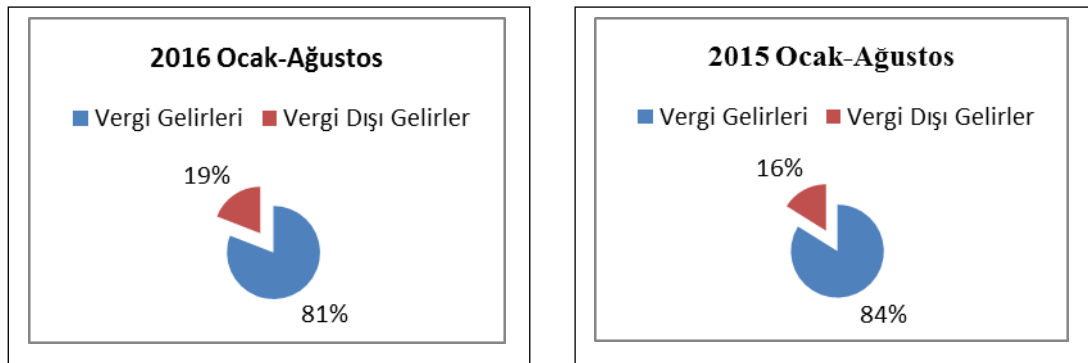 2016 Ocak-Ağustos
Vergi Gelirleri Vergi Dışı Gelirler
19%
81%
2015 Ocak-Ağustos
Vergi Gelirleri Vergi Dışı Gelirler
16%
84%